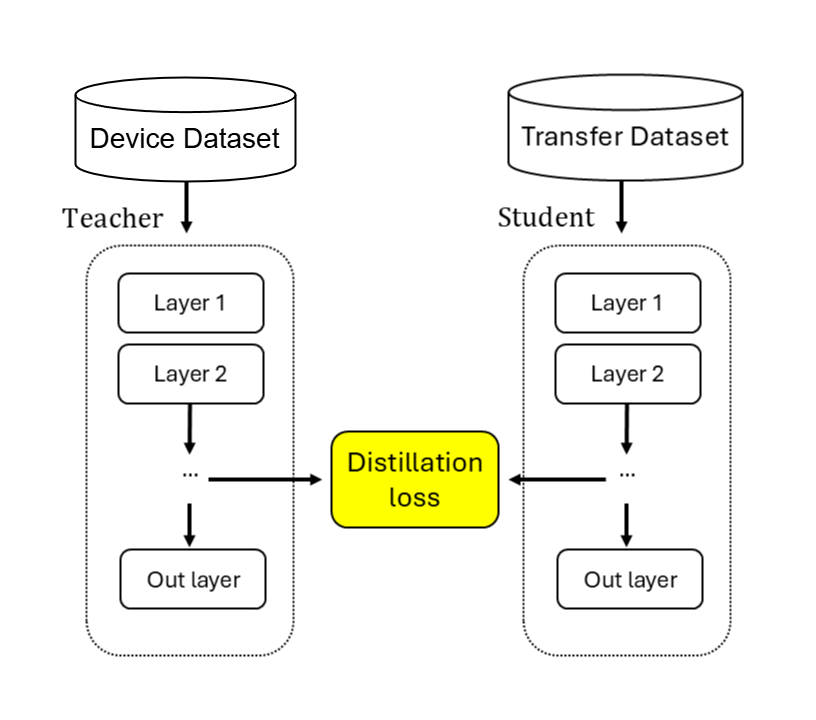 Device Dataset
Transfer Dataset
Teacher
Student
Layer 1
Layer 1
Layer 2
Layer 2
...
Distillation
loss
...
Out layer
Out layer